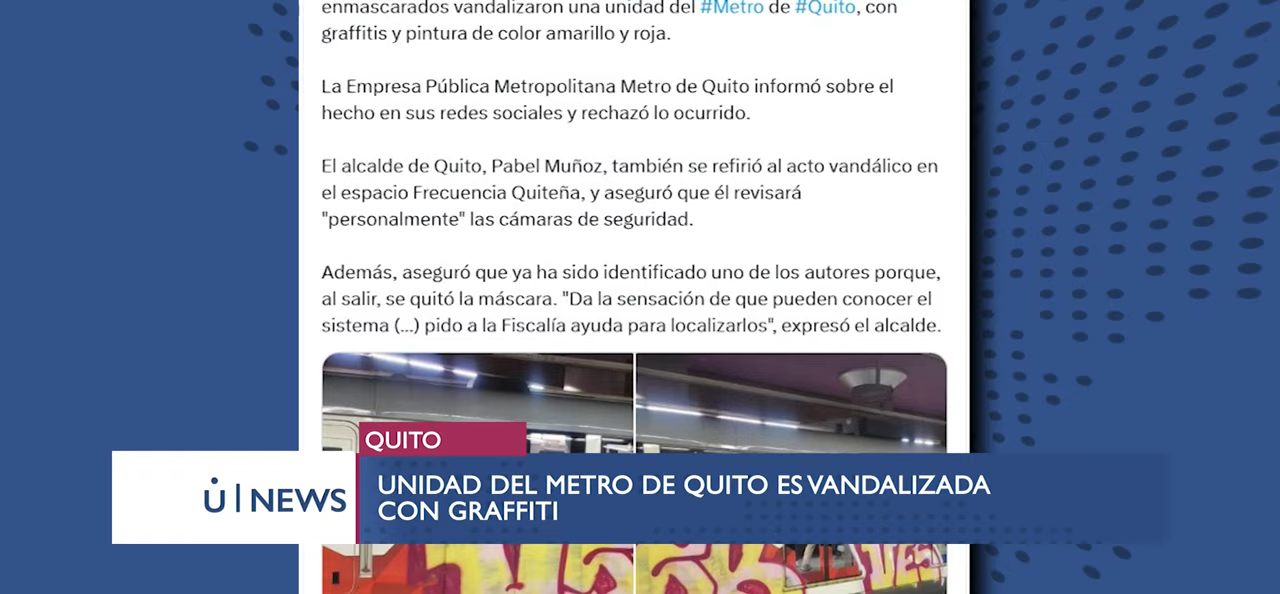 enmascarados vandalizaron una unidad del #Metro de #Quito, con
graffitis y pintura de color amarillo y roja.
La Empresa Pública Metropolitana Metro de Quito informó sobre el
hecho en sus redes sociales y rechazó lo ocurrido.
El alcalde de Quito, Pabel Muñoz, también se refirió al acto vandálico en
el espacio Frecuencia Quiteña, y aseguró que él revisará
"personalmente" las cámaras de seguridad.
Además, aseguró que ya ha sido identificado uno de los autores porque,
al salir, se quitó la máscara. "Da la sensación de que pueden conocer el
sistema (...) pido a la Fiscalía ayuda para localizarlos", expresó el alcalde.
QUITO
U̇ | NEWS
UNIDAD DEL METRO DE QUITO ES VANDALIZADA
CON GRAFFITI